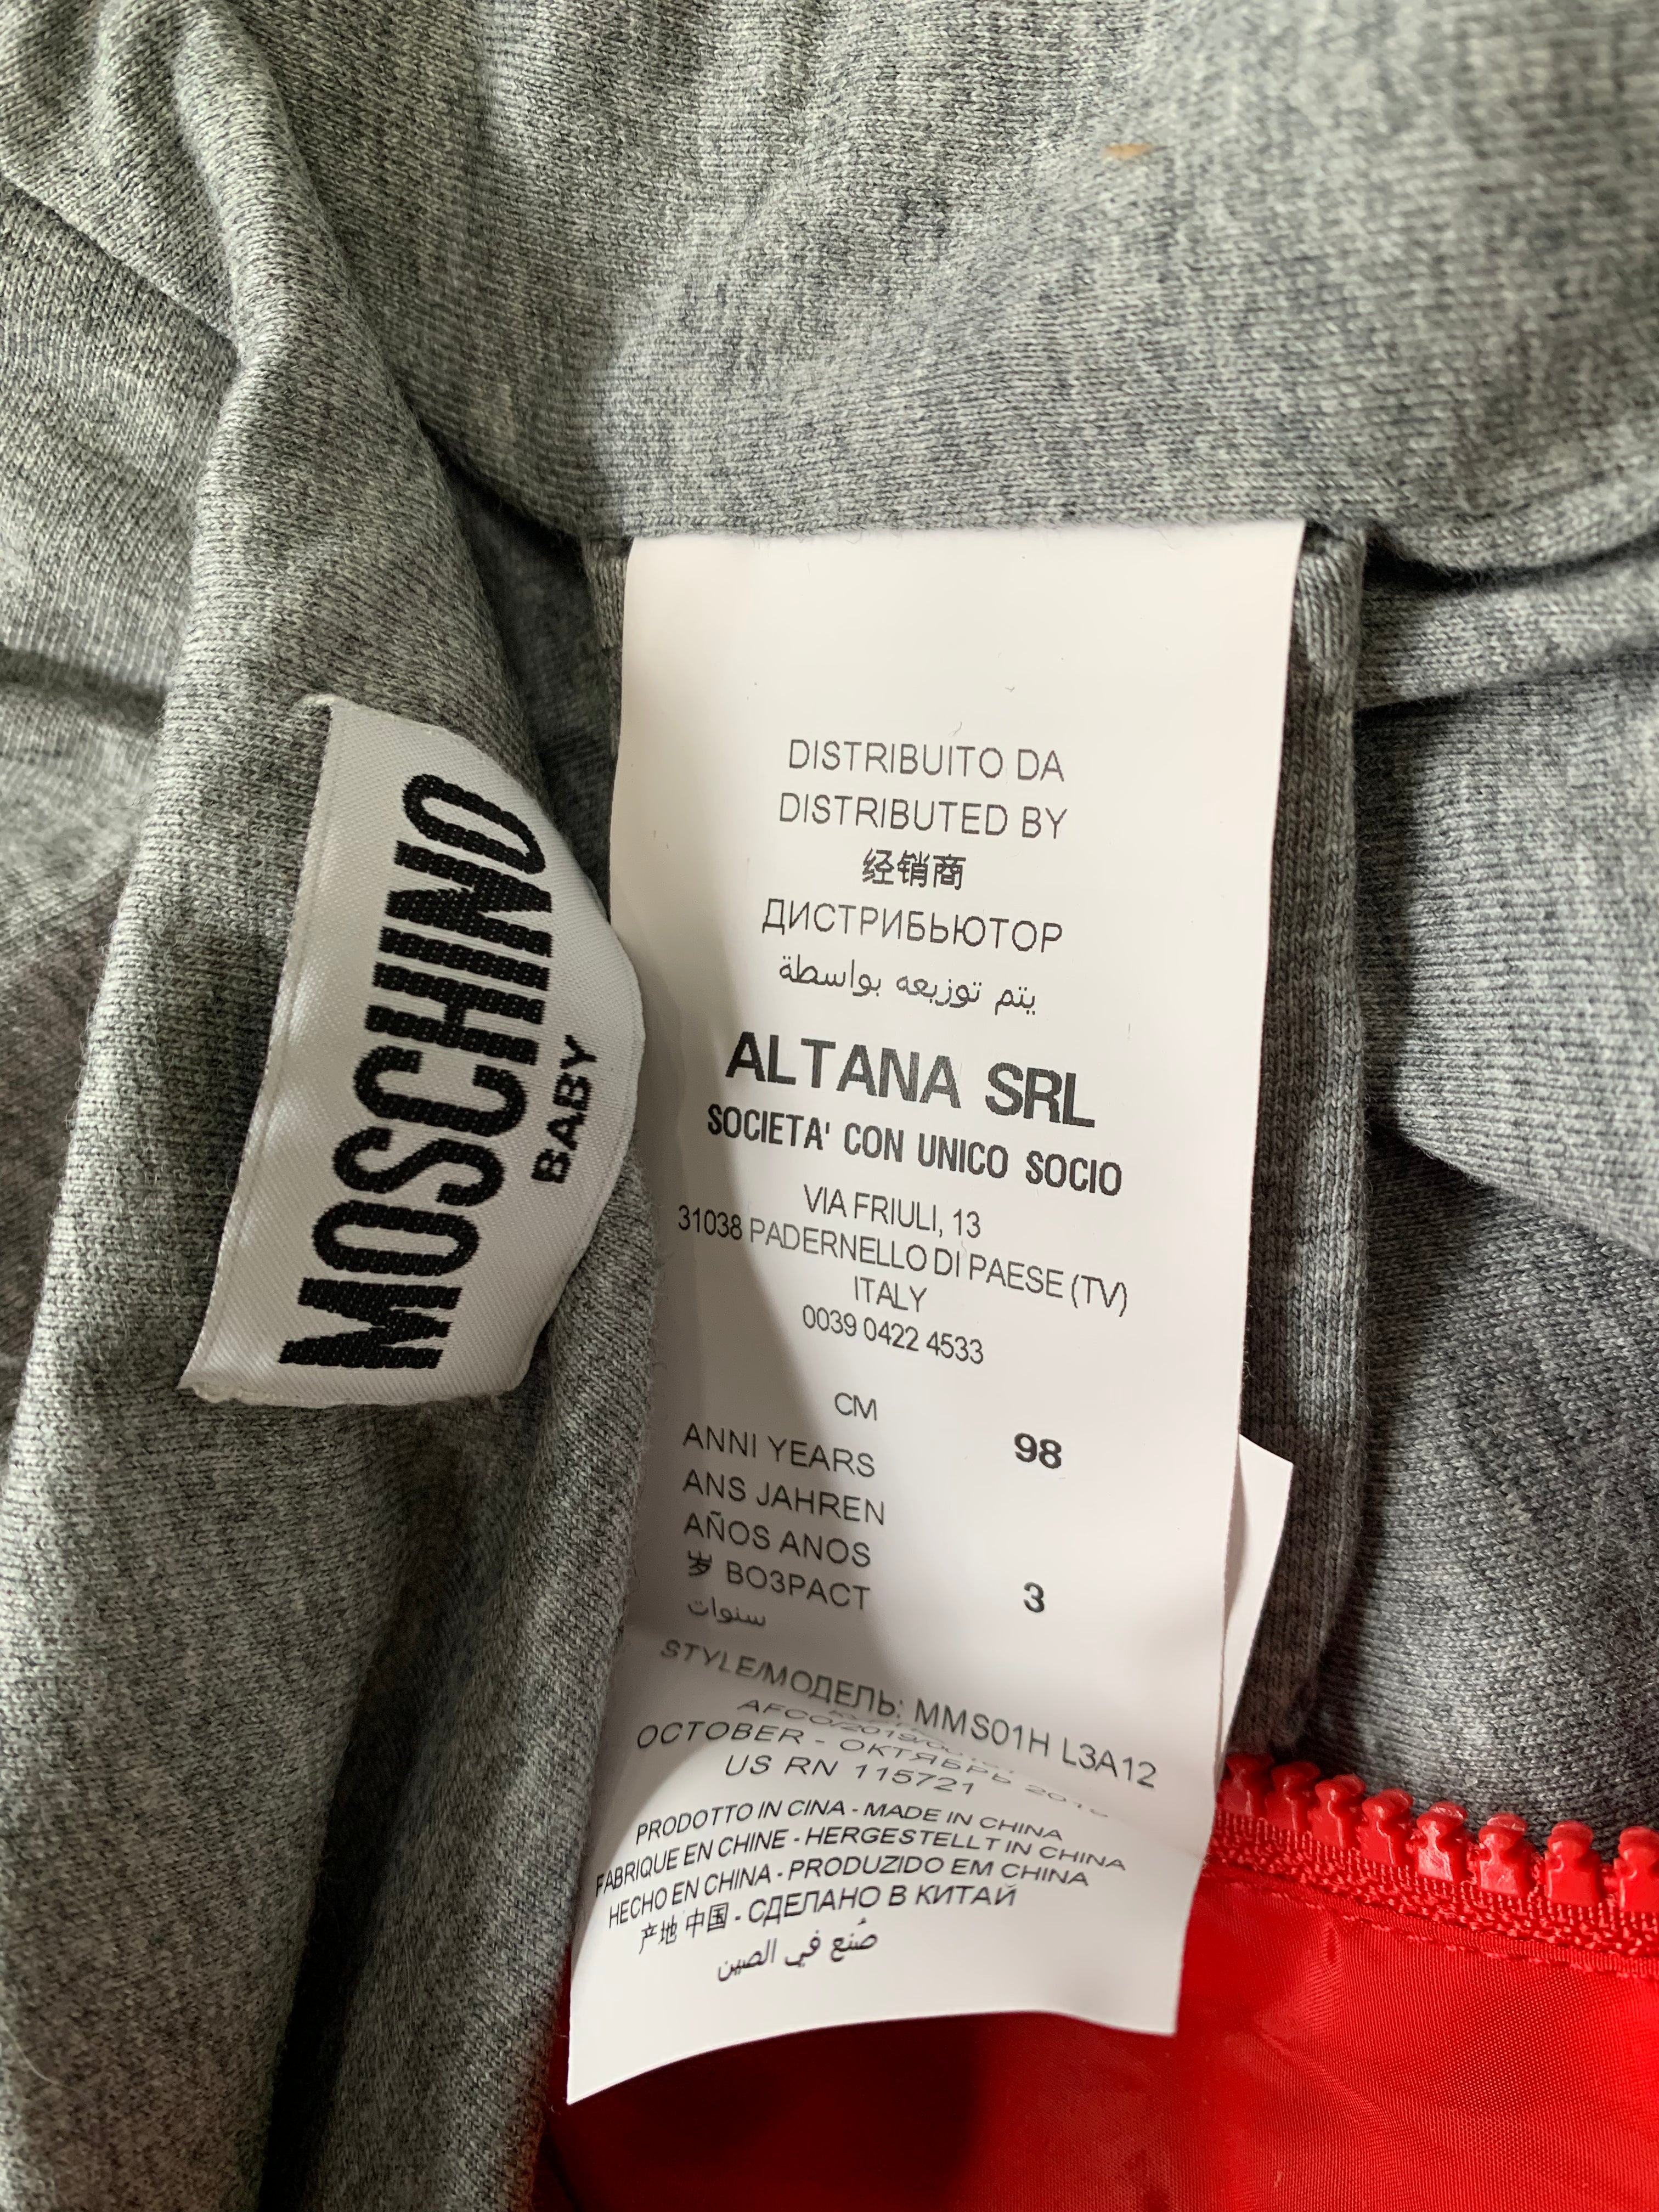 MOSCHINO
BABY
DISTRIBUITO DA
DISTRIBUTED BY
经销商
ДИСТРИБЬЮТОР
يتم توزيعه بواسطة
ALTANA SRL
SOCIETA' CON UNICO SOCIO
VIA FRIULI, 13
31038 PADERNELLO DI PAESE (TV)
ITALY
0039 0422 4533
CM 98
ANNI YEARS
ANS JAHREN
AÑOS ANOS
岁 ВОЗРАСТ 3
سنوات
STYLE/МОДЕЛЬ: MMS01H L3A12
OCTOBER - ОКТЯБРЬ
US RN 115721
PRODOTTO IN CINA - MADE IN CHINA
FABRIQUE EN CHINE - HERGESTELLT IN CHINA
HECHO EN CHINA - PRODUZIDO EM CHINA
产地 中国 - СДЕЛАНО В КИТАЙ
صُنع في الصين